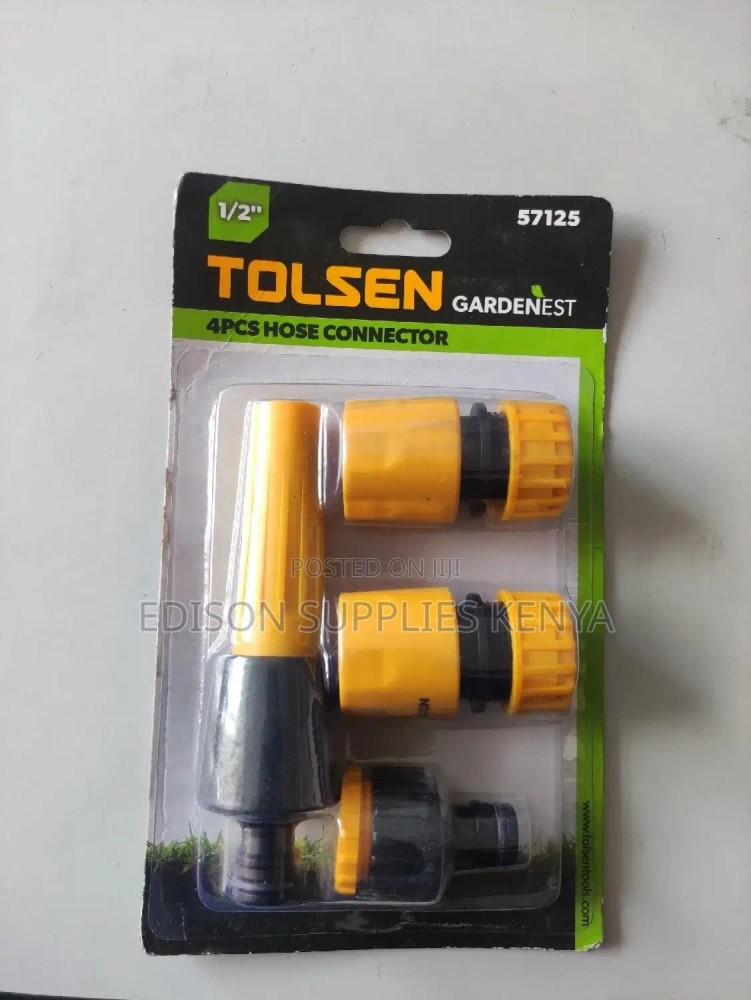 1/2"
57125
TOLSEN GARDENEST
4PCS HOSE CONNECTOR
POSTED ON JIJI
EDISON SUPPLIES KENYA
www.tolsentools.com